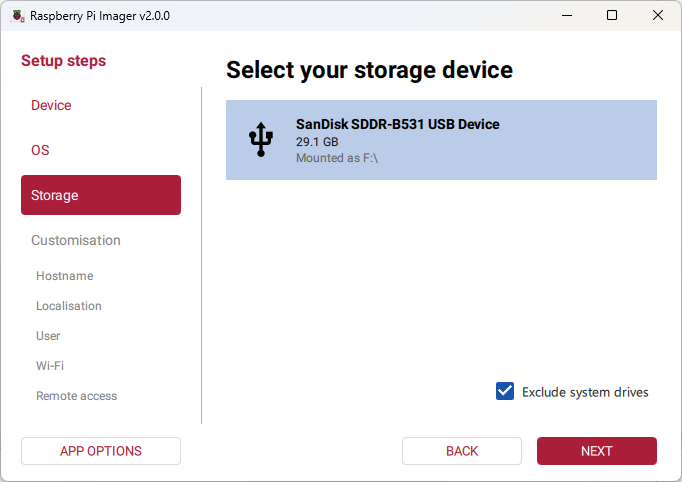 Raspberry Pi Imager v2.0.0
Setup steps
Device
OS
Storage
Customisation
Hostname
Localisation
User
Wi-Fi
Remote access
APP OPTIONS
Select your storage device
SanDisk SDDR-B531 USB Device
29.1 GB
Mounted as F:\
Exclude system drives
BACK
NEXT